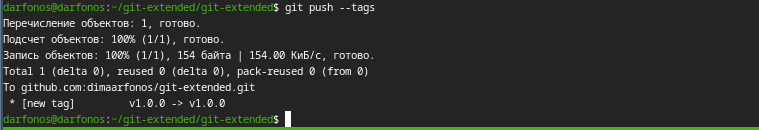 darfonos@darfonos:~/git-extended/git-extended$ git push --tags
Перечисление объектов: 1, готово.
Подсчет объектов: 100% (1/1), готово.
Запись объектов: 100% (1/1), 154 байта | 154.00 КиБ/с, готово.
Total 1 (delta 0), reused 0 (delta 0), pack-reused 0 (from 0)
To github.com:dimaarfonos/git-extended.git
 * [new tag]         v1.0.0 -> v1.0.0
darfonos@darfonos:~/git-extended/git-extended$